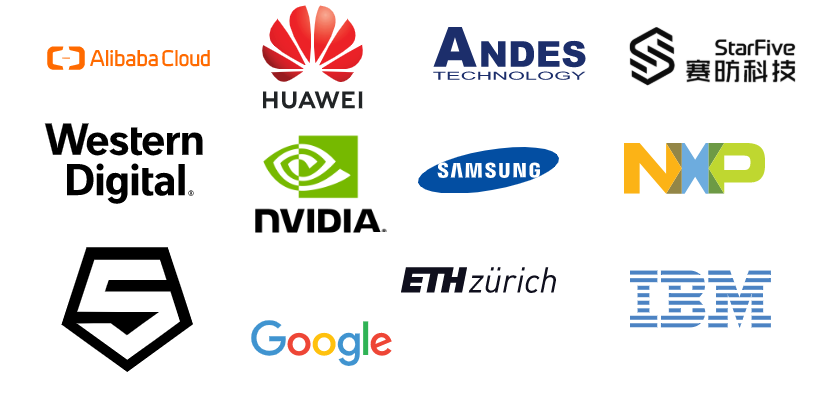 Alibaba Cloud
HUAWEI
ANDES
TECHNOLOGY
StarFive
赛昉科技
Western
Digital®
NVIDIA®
SAMSUNG
NXP
ETH zürich
IBM
Google